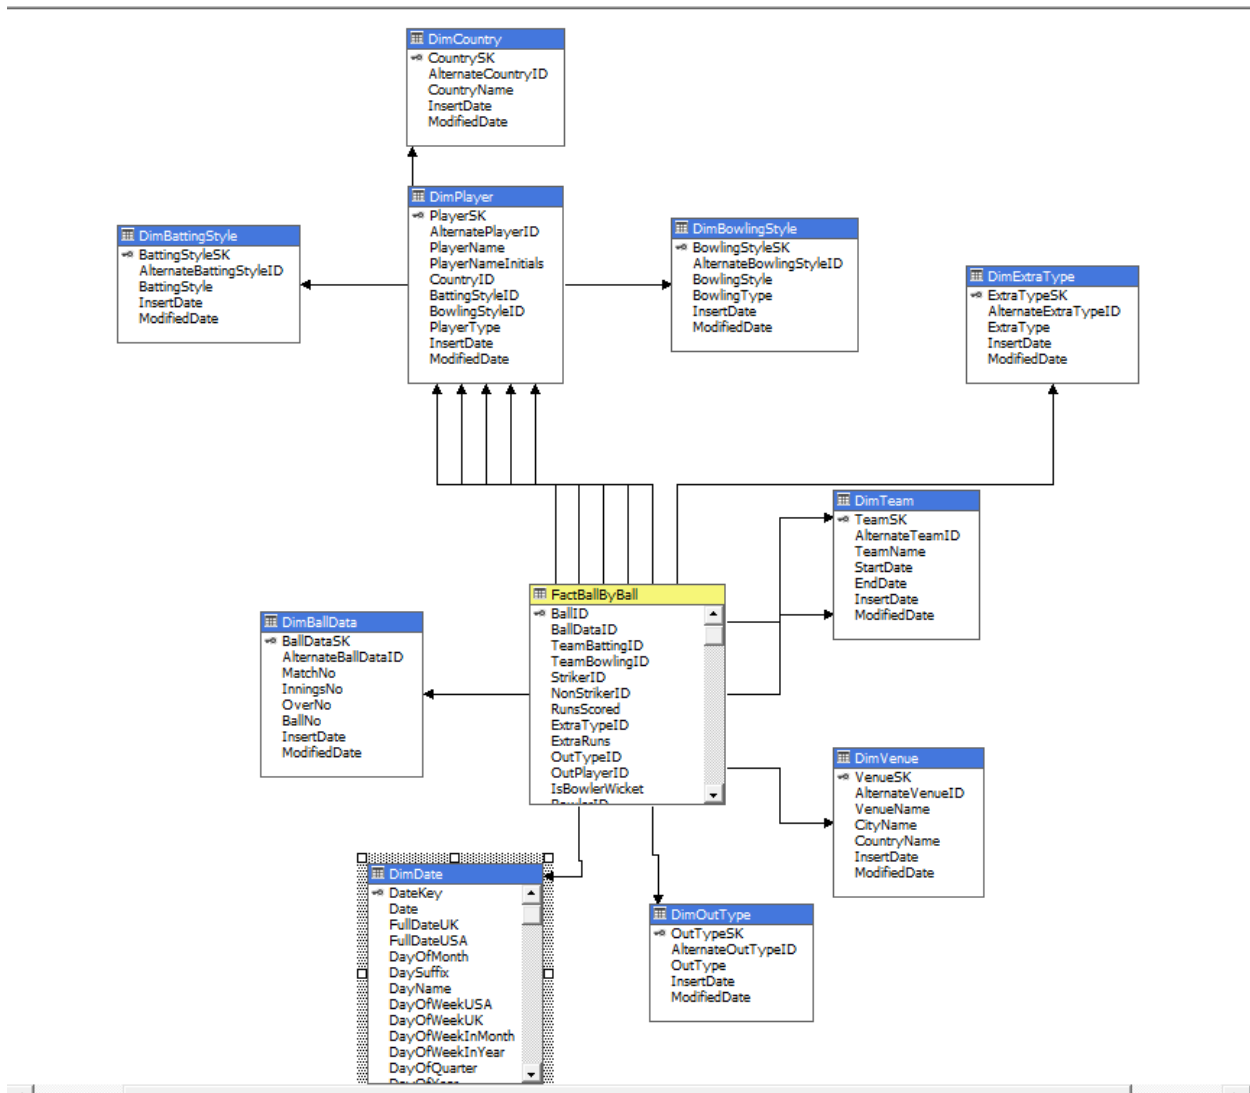 DimCountry
CountrySK
AlternateCountryID
CountryName
InsertDate
ModifiedDate
DimPlayer
PlayerSK
AlternatePlayerID
PlayerName
PlayerNameInitials
CountryID
BattingStyleID
BowlingStyleID
PlayerType
InsertDate
ModifiedDate
DimBattingStyle
BattingStyleSK
AlternateBattingStyleID
BattingStyle
InsertDate
ModifiedDate
DimBowlingStyle
BowlingStyleSK
AlternateBowlingStyleID
BowlingStyle
BowlingType
InsertDate
ModifiedDate
DimExtraType
ExtraTypeSK
AlternateExtraTypeID
ExtraType
InsertDate
ModifiedDate
DimTeam
TeamSK
AlternateTeamID
TeamName
StartDate
EndDate
InsertDate
ModifiedDate
FactBallByBall
BallID
BallDataID
TeamBattingID
TeamBowlingID
StrikerID
NonStrikerID
RunsScored
ExtraTypeID
ExtraRuns
OutTypeID
OutPlayerID
IsBowlerWicket
BowlerID
DimBallData
BallDataSK
AlternateBallDataID
MatchNo
InningsNo
OverNo
BallNo
InsertDate
ModifiedDate
DimVenue
VenueSK
AlternateVenueID
VenueName
CityName
CountryName
InsertDate
ModifiedDate
DimDate
DateKey
Date
FullDateUK
FullDateUSA
DayOfMonth
DaySuffix
DayName
DayOfWeekUSA
DayOfWeekUK
DayOfWeekInMonth
DayOfWeekInYear
DayOfQuarter
DayOfYear
DimOutType
OutTypeSK
AlternateOutTypeID
OutType
InsertDate
ModifiedDate